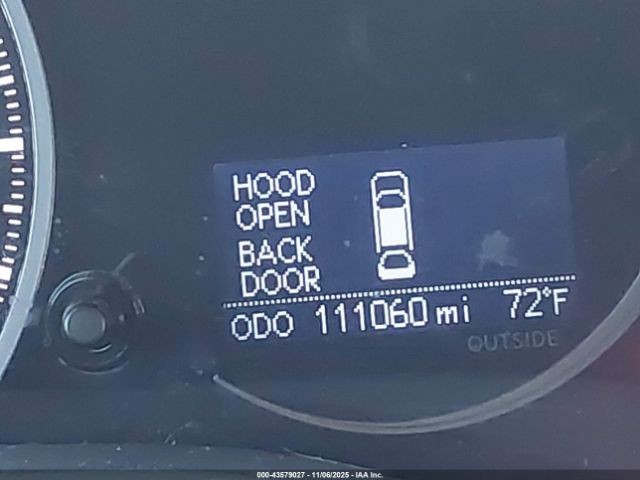 HOOD
OPEN
BACK
DOOR
ODO 111060 mi 72°F
OUTSIDE
000-43579027 - 11/06/2025 - IAA Inc.